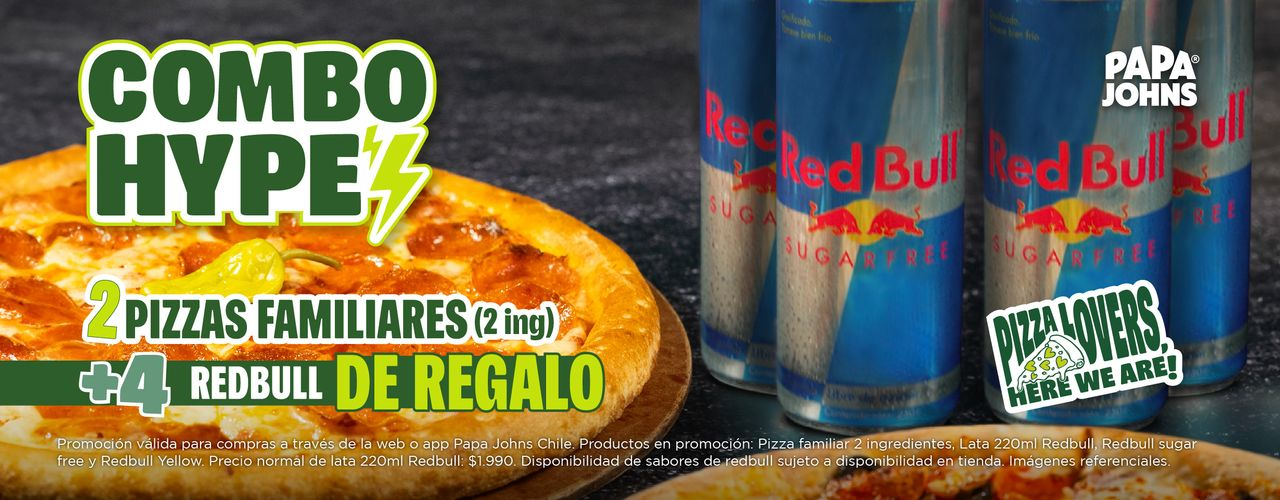 COMBO
HYPE
PAPA
JOHNS
2 PIZZAS FAMILIARES (2 ing)
+4 REDBULL DE REGALO
Red Bull
SUGARFREE
Red Bull
SUGARFREE
Red Bull
SUGARFREE
Bull
FREE
PIZZA LOVERS,
HERE WE ARE!
Promoción válida para compras a través de la web o app Papa Johns Chile. Productos en promoción: Pizza familiar 2 ingredientes, Lata 220ml Redbull, Redbull sugar
free y Redbull Yellow. Precio normal de lata 220ml Redbull: $1.990. Disponibilidad de sabores de redbull sujeto a disponibilidad en tienda. Imágenes referenciales.